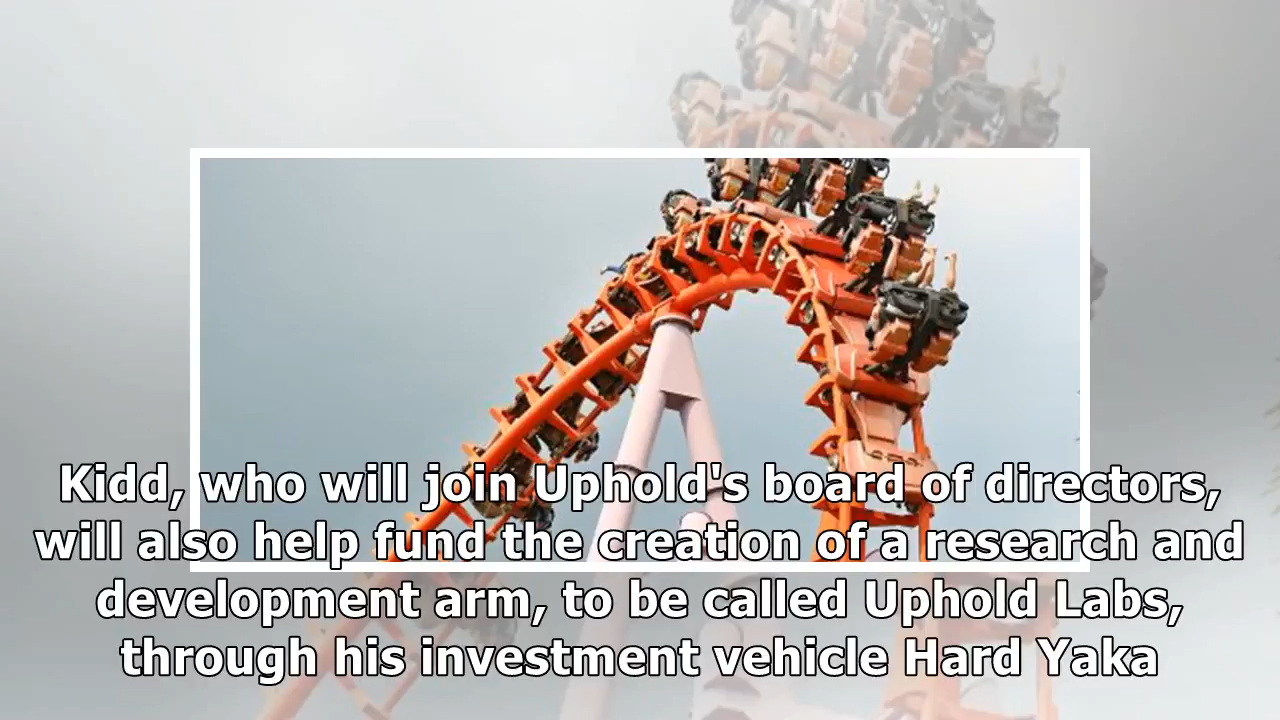 Kidd, who will join Uphold's board of directors,
will also help fund the creation of a research and
development arm, to be called Uphold Labs,
through his investment vehicle Hard Yaka